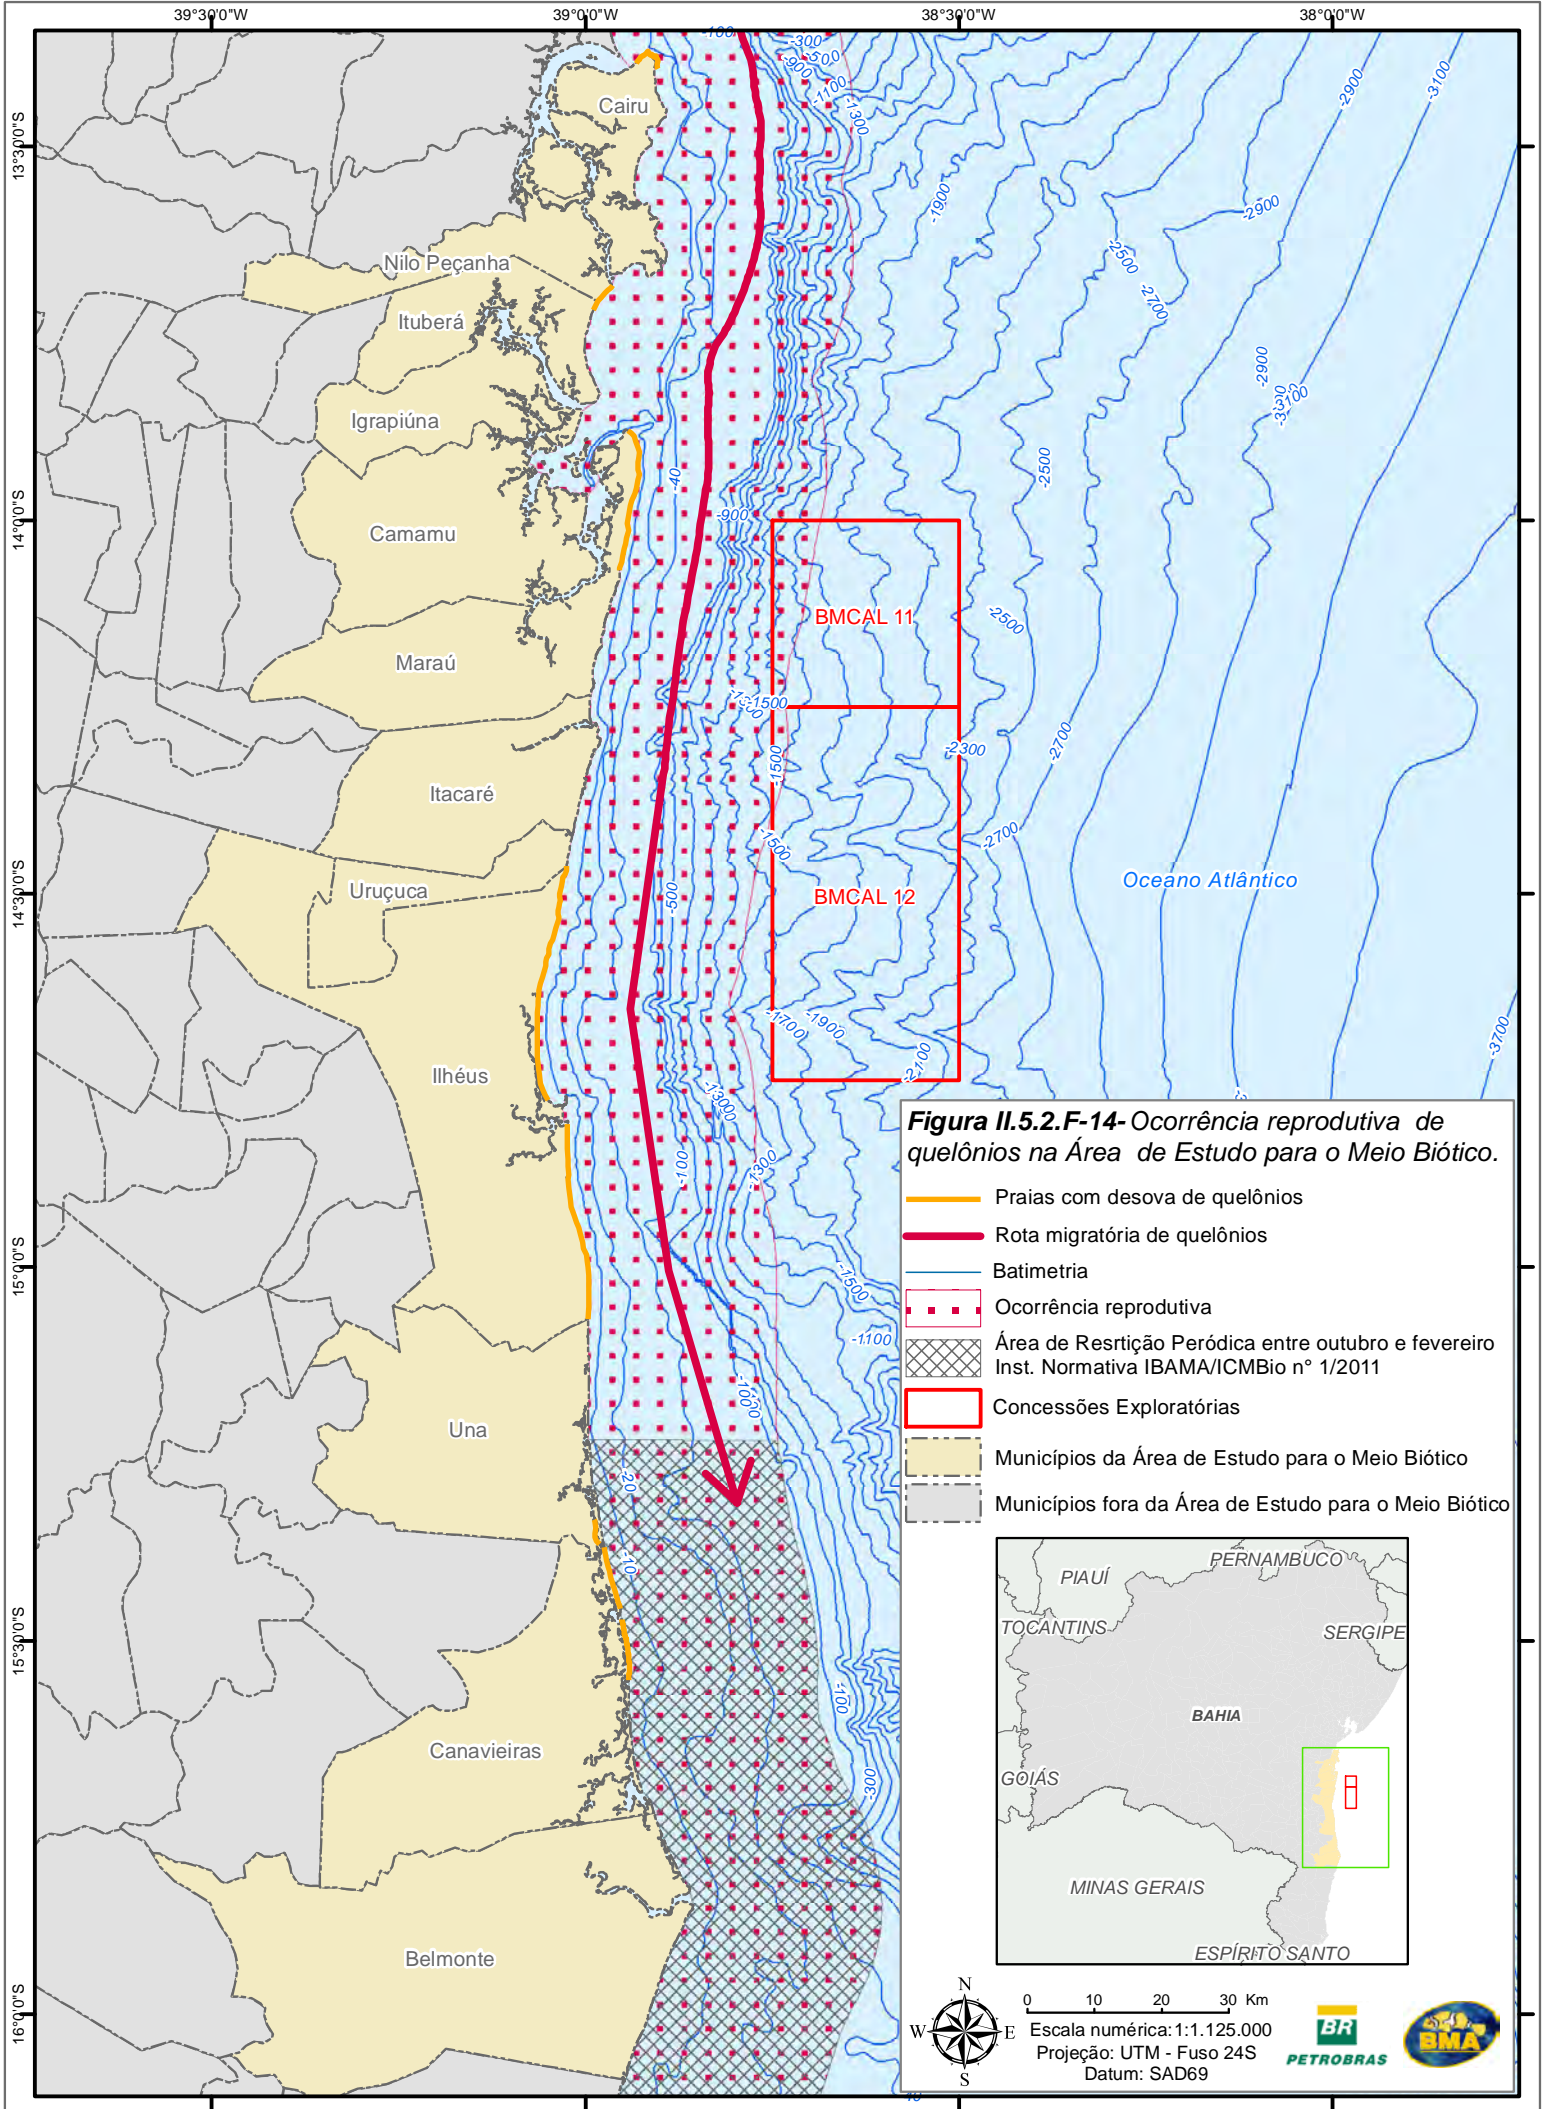 39°30'0"W
39°0'0"W
38°30'0"W
38°0'0"W
13°30'0"S
14°0'0"S
14°30'0"S
15°0'0"S
15°30'0"S
16°0'0"S
-100
-300
-500
-900
-1100
-1300
-2900
-3100
Cairu
-1900
-2900
-2500
-2700
Nilo Peçanha
Ituberá
-2900
-3100
Igrapiúna
-40
-2500
-900
Camamu
BMCAL 11
-2500
Maraú
-1500
-2300
-2700
-1500
Itacaré
-1500
-2700
Oceano Atlântico
Uruçuca
-500
BMCAL 12
-1700
-1900
-2100
-3700
Ilhéus
-100
-1300
-1500
-1100
Una
-20
-10
-100
Canavieiras
-300
Belmonte
Figura II.5.2.F-14- Ocorrência reprodutiva de
quelônios na Área de Estudo para o Meio Biótico.
Praias com desova de quelônios
Rota migratória de quelônios
Batimetria
Ocorrência reprodutiva
Área de Resrtição Peródica entre outubro e fevereiro
Inst. Normativa IBAMA/ICMBio n° 1/2011
Concessões Exploratórias
Municípios da Área de Estudo para o Meio Biótico
Municípios fora da Área de Estudo para o Meio Biótico
PERNAMBUCO
PIAUÍ
TOCANTINS
SERGIPE
BAHIA
GOIÁS
MINAS GERAIS
ESPÍRITO SANTO
N
W E
S
0 10 20 30 Km
Escala numérica:1:1.125.000
Projeção: UTM - Fuso 24S
Datum: SAD69
BR
PETROBRAS
BMA